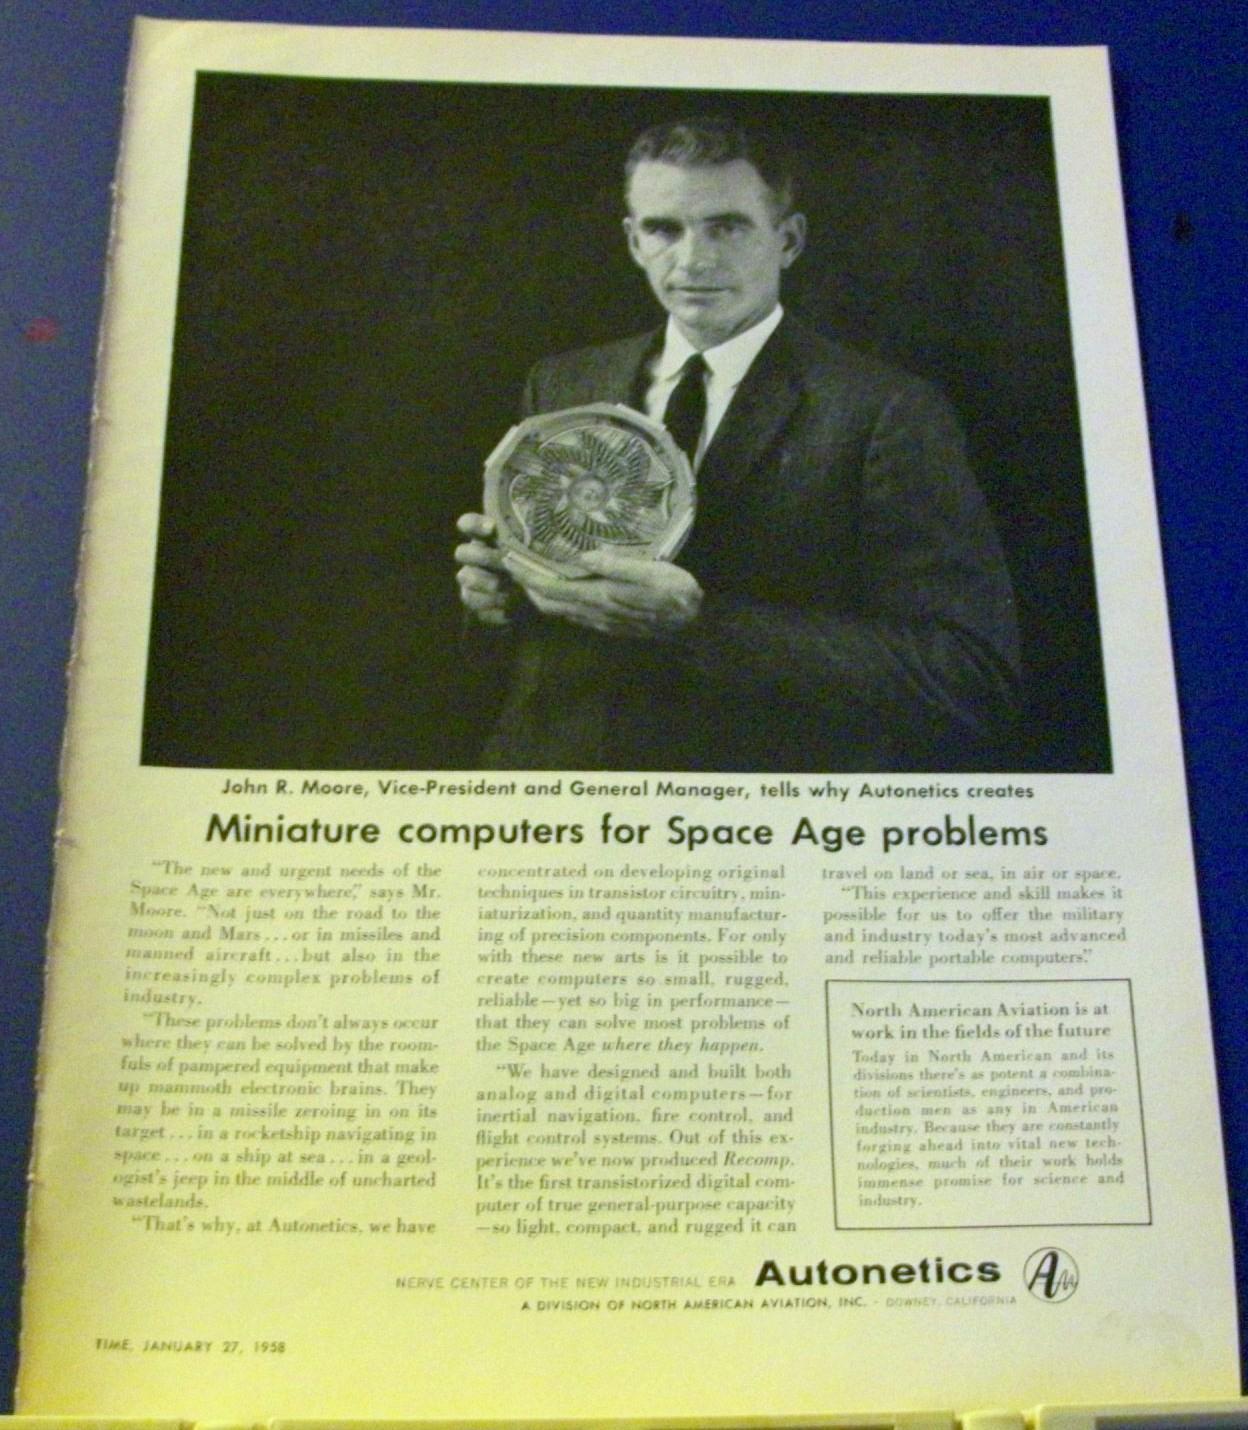 John R. Moore, Vice-President and General Manager, tells why Autonetics creates
Miniature computers for Space Age problems
"The new and urgent needs of the
Space Age are everywhere," says Mr.
Moore. "Not just on the road to the
moon and Mars...or in missiles and
manned aircraft...but also in the
increasingly complex problems of
industry.
"These problems don't always occur
where they can be solved by the room-
fuls of pampered equipment that make
up mammoth electronic brains. They
may be in a missile zeroing in on its
target...in a rocketship navigating in
space...on a ship at sea...in a geol-
ogist's jeep in the middle of uncharted
wastelands.
"That's why, at Autonetics, we have
concentrated on developing original
techniques in transistor circuitry, min-
iaturization, and quantity manufactur-
ing of precision components. For only
with these new arts is it possible to
create computers so small, rugged,
reliable—yet so big in performance—
that they can solve most problems of
the Space Age where they happen.
"We have designed and built both
analog and digital computers—for
inertial navigation, fire control, and
flight control systems. Out of this ex-
perience we've now produced Recomp.
It's the first transistorized digital com-
puter of true general-purpose capacity
—so light, compact, and rugged it can
travel on land or sea, in air or space.
"This experience and skill makes it
possible for us to offer the military
and industry today's most advanced
and reliable portable computers."
North American Aviation is at
work in the fields of the future
Today in North American and its
divisions there's as potent a combina-
tion of scientists, engineers, and pro-
duction men as any in American
industry. Because they are constantly
forging ahead into vital new tech-
nologies, much of their work holds
immense promise for science and
industry.
NERVE CENTER OF THE NEW INDUSTRIAL ERA Autonetics
A DIVISION OF NORTH AMERICAN AVIATION, INC. · DOWNEY, CALIFORNIA
TIME, JANUARY 27, 1958